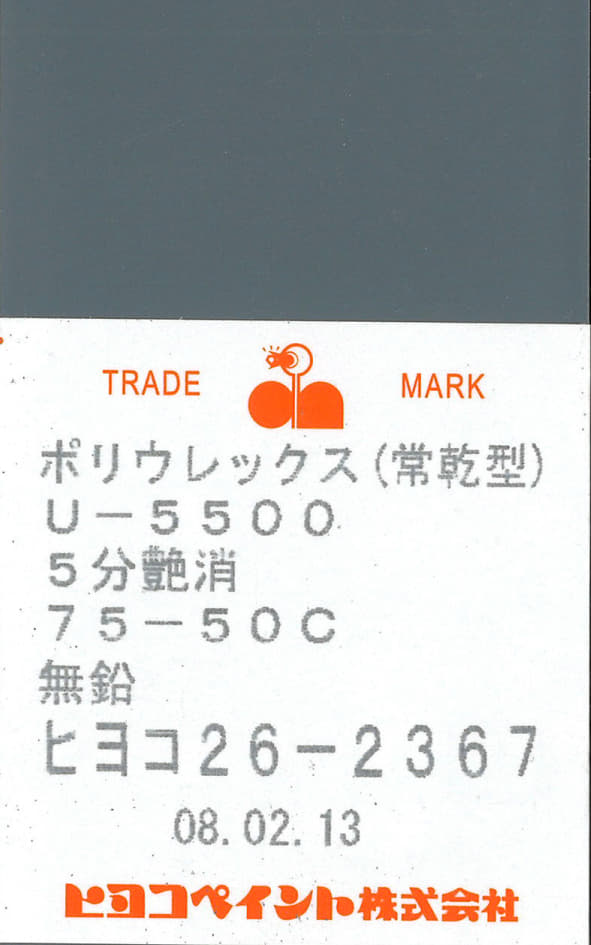 TRADE MARK
ポリウレックス(常乾型)
U-5500
5分艶消
75-50C
無鉛
ヒヨコ26-2367
08.02.13
ヒヨコペイント株式会社